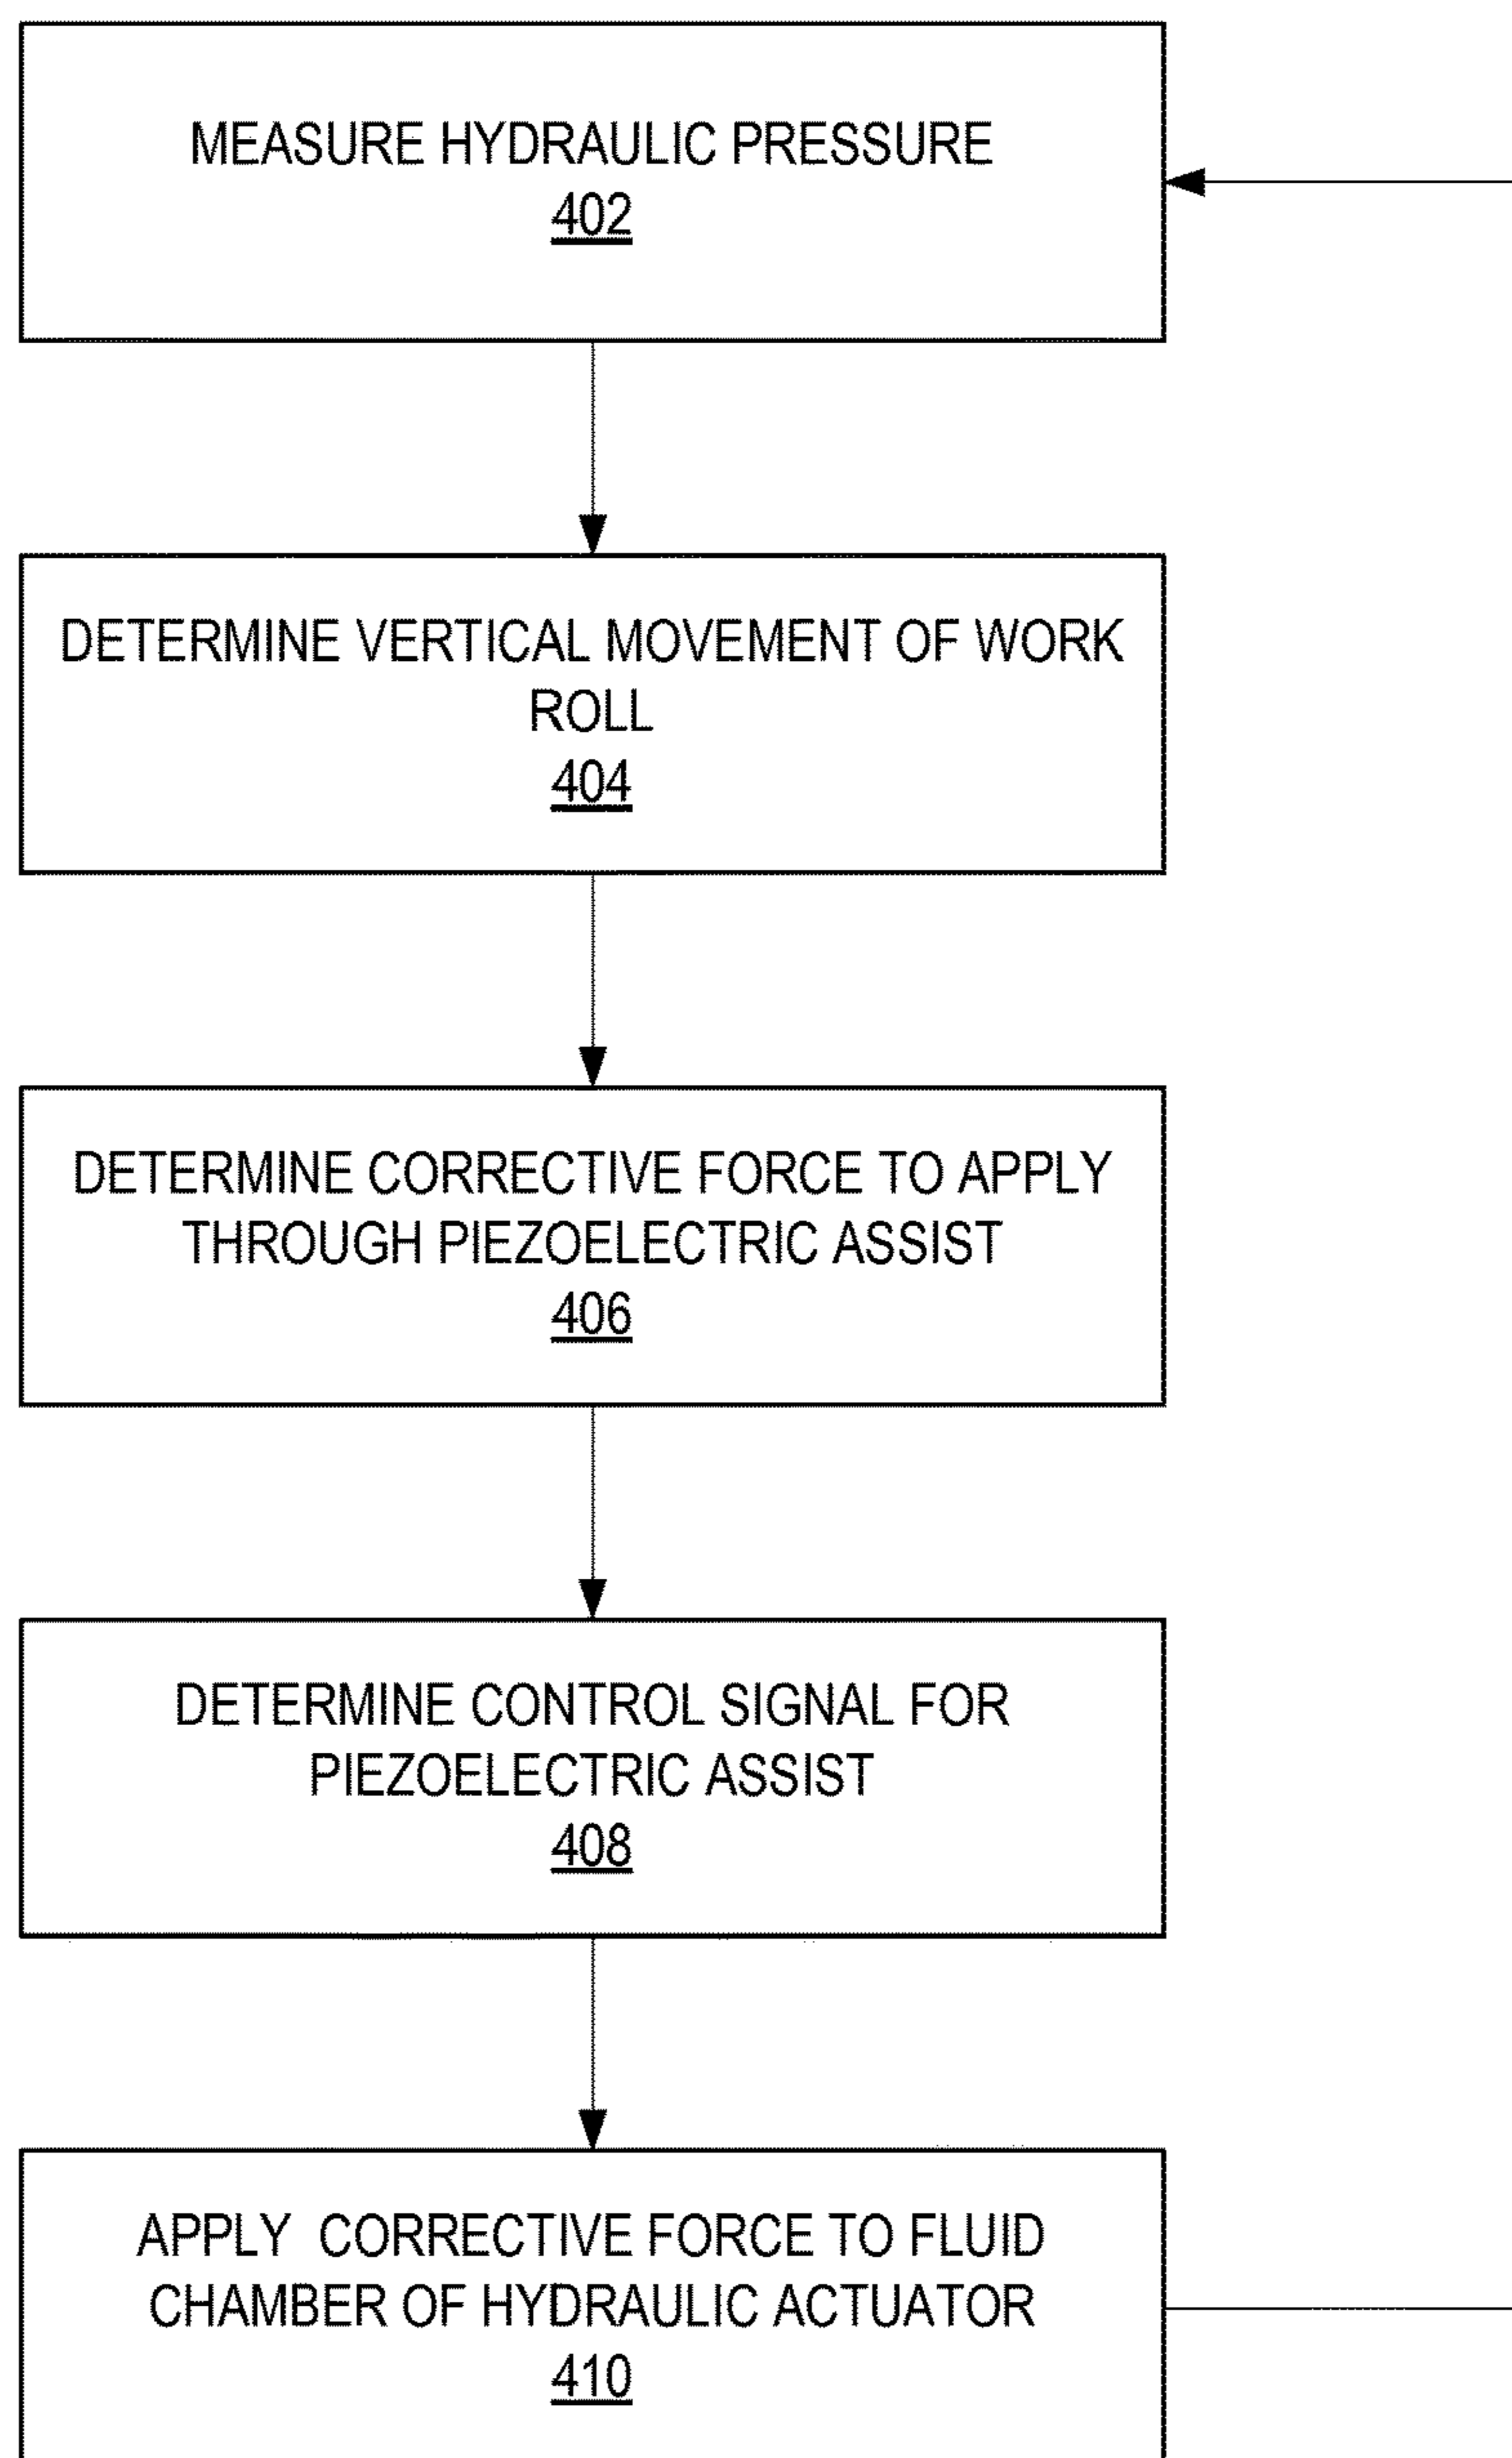 MEASURE HYDRAULIC PRESSURE
402
DETERMINE VERTICAL MOVEMENT OF WORK
ROLL
404
DETERMINE CORRECTIVE FORCE TO APPLY
THROUGH PIEZOELECTRIC ASSIST
406
DETERMINE CONTROL SIGNAL FOR
PIEZOELECTRIC ASSIST
408
APPLY CORRECTIVE FORCE TO FLUID
CHAMBER OF HYDRAULIC ACTUATOR
410